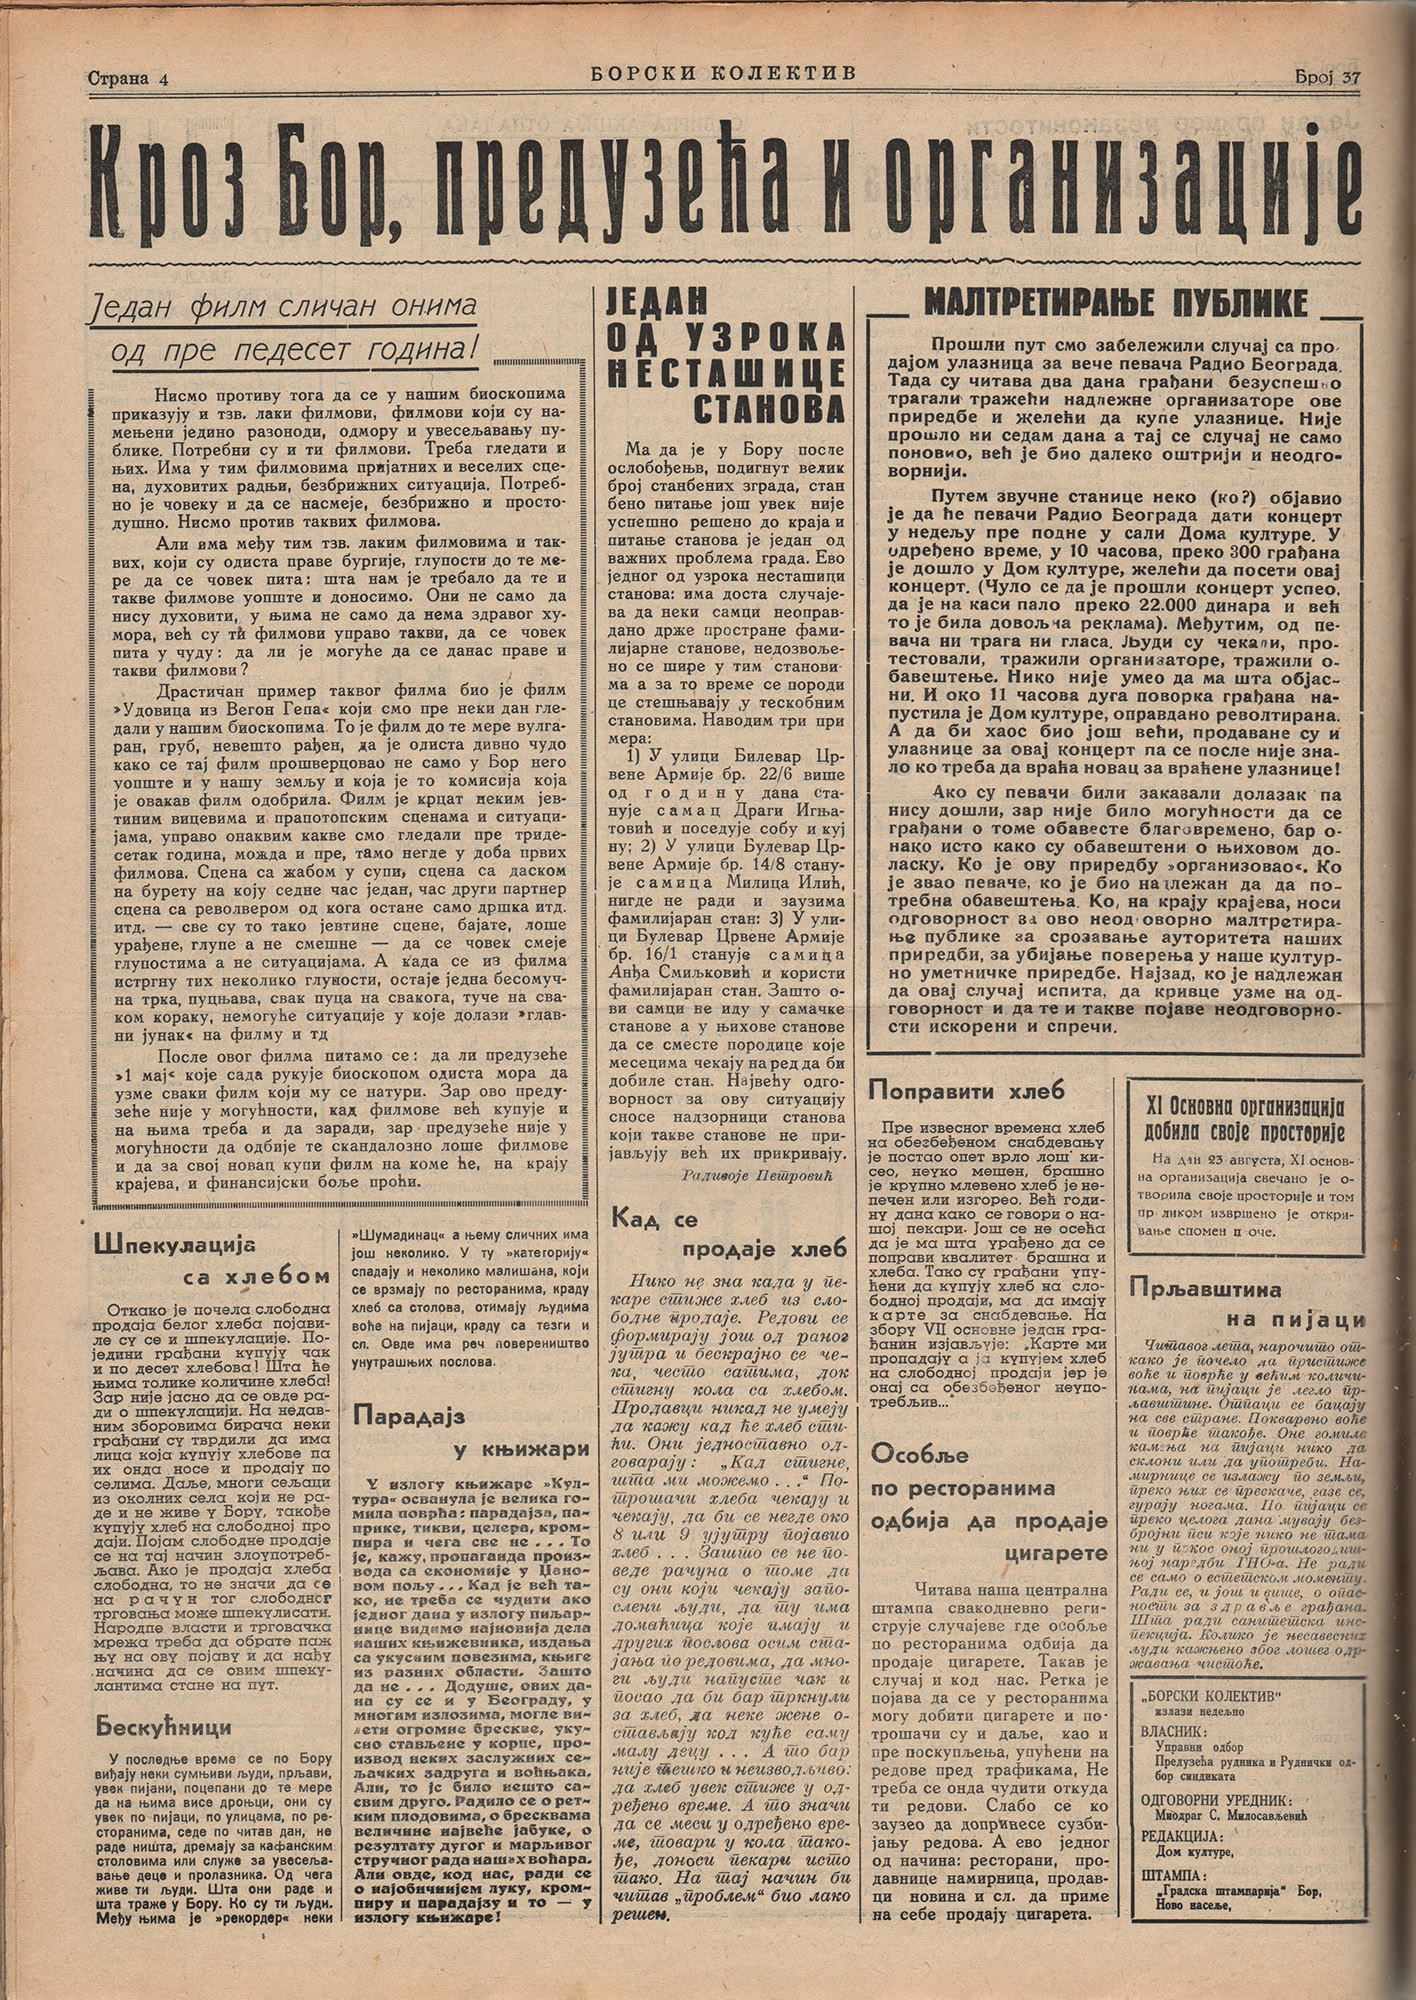 Страна 4
БОРСКИ КОЛЕКТИВ
Број 37
Кроз Бор, предузећа и организације
Један филм сличан онима
од пре педесет година!
Нисмо противу тога да се у нашим биоскопима
приказују и тзв. лаки филмови, филмови који су на-
мењени једино разоноди, одмору и увесељавању пу-
блике. Потребни су и ти филмови. Треба гледати и
њих. Има у тим филмовима пријатних и веселих сце-
на, духовитих радњи, безбрижних ситуација. Потреб-
но је човеку и да се насмеје, безбрижно и просто-
душно. Нисмо против таквих филмова.
Али има међу тим тзв. лаким филмовима и так-
вих, који су одиста праве бургије, глупости до те ме-
ре да се човек пита: шта нам је требало да те и
такве филмове уопште и доносимо. Они не само да
нису духовити, у њима не само да нема здравог ху-
мора, већ су ти филмови управо такви, да се човек
пита у чуду: да ли је могуће да се данас праве и
такви филмови?
Драстичан пример таквог филма био је филм
»Удовица из Вегон Гепа« који смо пре неки дан гле-
дали у нашим биоскопима. То је филм до те мере вулга-
ран, груб, невешто рађен, да је одиста дивно чудо
како се тај филм прошверцовао не само у Бор него
уопште и у нашу земљу и која је то комисија која
је овакав филм одобрила. Филм је крцат неким јев-
тиним вицевима и прапотопским сценама и ситуаци-
јама, управо онаквим какве смо гледали пре триде-
сетак година, можда и пре, тамо негде у доба првих
филмова. Сцена са жабом у супи, сцена са даском
на бурету на коју седне час један, час други партнер
сцена са револвером од кога остане само дршка итд.
итд. — све су то тако јевтине сцене, бајате, лоше
урађене, глупе а не смешне — да се човек смеје
глупостима а не ситуацијама. А када се из филма
истргну тих неколико глуности, остаје једна бесомуч-
на трка, пуцњава, свак пуца на свакога, туче на сва-
ком кораку, немогуће ситуације у које долази »глав-
ни јунак« на филму и тд
После овог филма питамо се: да ли предузеће
»1 мај« које сада рукује биоскопом одиста мора да
узме сваки филм који му се натури. Зар ово преду-
зеће није у могућности, кад филмове већ купује и
на њима треба и да заради, зар предузеће није у
могућности да одбије те скандалозно лоше филмове
и да за свој новац купи филм на коме ће, на крају
крајева, и финансијски боље проћи.
Шпекулација
са хлебом
Откако је почела слободна
продаја белог хлеба појави-
ле су се и шпекулације. По-
једини грађани купују чак
и по десет хлебова! Шта ће
њима толике количине хлеба!
Зар није јасно да се овде ра-
ди о шпекулацији. На недав-
ним зборовима бирача неки
грађани су тврдили да има
лица која купују хлебове па
их онда носе и продају по
селима. Даље, многи сељаци
из околних села који не ра-
де и не живе у Бору, такође
купују хлеб на слободној про
даји. Појам слободне продаје
се на тај начин злоупотреб-
љава. Ако је продаја хлеба
слободна, то не значи да се
на рачун тог слободног
трговања може шпекулисати.
Народне власти и трговачка
мрежа треба да обрате паж
њу на ову појаву и да нађу
начина да се овим шпеку-
лантима стане на пут.
Бескућници
У последње време се по Бору
виђају неки сумњиви људи, прљави,
увек пијани, поцепани до те мере
да на њима висе дроњци, они су
увек по пијаци, по улицама, по ре-
сторанима, седе по читав дан, не
раде ништа, дремају за кафанским
столовима или служе за увесеља-
вање деце и пролазника. Од чега
живе ти људи. Шта они раде и
шта траже у Бору. Ко су ти људи.
Међу њима је »рекордер« неки
»Шумадинац« а њему сличних има
још неколико. У ту »категорију«
спадају и неколико малишана, који
се врзмају по ресторанима, краду
хлеб са столова, отимају људима
воће на пијаци, краду са тезги и
сл. Овде има реч повереништво
унутрашњих послова.
Парадајз
у књижари
У излогу књижаре »Кул-
тура« осванула је велика го-
мила поврћа: парадајза, па-
прике, тикви, целера, кром-
пира и чега све не . . . То
је, кажу, пропаганда произ-
вода са економије у Цано-
вом пољу . . . Кад је већ та-
ко, не треба се чудити ако
једног дана у излогу пиљар-
нице видимо најновија дела
наших књижевника, издања
са укусним повезима, књиге
из разних области. Зашто
да не . . . Додуше, ових да-
на су се и у Београду, у
многим излозима, могле ви-
дети огромне брескве, уку-
сно стављене у корпе, про-
извод неких заслужних се-
љачких задруга и воћњака.
Али, то је било нешто са-
свим друго. Радило се о рет-
ким плодовима, о бресквама
величине највеће јабуке, о
резултату дугог и марљивог
стручног рада наших воћара.
Али овде, код нас, ради се
о најобичнијем луку, кром-
пиру и парадајзу и то — у
излогу књижаре!
ЈЕДАН
ОД УЗРОКА
НЕСТАШИЦЕ
СТАНОВА
Ма да је у Бору после
ослобођењв, подигнут велик
број станбених зграда, стан
бено питање још увек није
успешно решено до краја и
питање станова је један од
важних проблема града. Ево
једног од узрока несташици
станова: има доста случаје-
ва да неки самци неоправ-
дано држе простране фами-
лијарне станове, недозвоље-
но се шире у тим станови-
ма а за то време се породи
це стешњавају ,у тескобним
становима. Наводим три при
мера:
1) У улици Билевар Цр-
вене Армије бр. 22/6 више
од годину дана ста-
нује самац Драги Игња-
товић и поседује собу и куј
ну; 2) У улици Булевар Цр-
вене Армије бр. 14/8 стану-
је самица Милица Илић,
нигде не ради и заузима
фамилијаран стан: 3) У ули-
ци Булевар Црвене Армије
бр. 16/1 станује самица
Анђа Смиљковић и користи
фамилијаран стан. Зашто о-
ви самци не иду у самачке
станове а у њихове станове
да се сместе породице које
месецима чекају на ред да би
добиле стан. Највећу одго-
ворност за ову ситуацију
сносе надзорници станова
који такве станове не при-
јављују већ их прикривају.
Радивоје Петровић
Кад се
продаје хлеб
Нико не зна када у пе-
каре стиже хлеб из сло-
бодне продаје. Редови се
формирају још од раног
јутра и бескрајно се че-
ка, често сатима, док
стигну кола са хлебом.
Продавци никад не умеју
да кажу кад ће хлеб сти-
ћи. Они једноставно од-
говарају: „Кад стигне,
шта ми можемо . . .“ По-
трошачи хлеба чекају и
чекају, да би се негде око
8 или 9 ујутру појавио
хлеб . . . Зашто се не по-
веде рачуна о томе да
су они који чекају запо-
слени људи, да ту има
домаћица које имају и
других послова осим ста-
јања по редовима, да мно-
ги људи напусте чак и
посао да би бар тркнули
за хлеб, да неке жене о-
стављају код куће саму
малу децу . . . А то бар
није тешко и неизводљиво:
да хлеб увек стиже у од-
ређено време. А то значи
да се меси у одређено вре-
ме, товари у кола тако-
ђе, доноси пекари исто
тако. На тај начин би
читав „проблем“ био лако
решен.
МАЛТРЕТИРАЊЕ ПУБЛИКЕ
Прошли пут смо забележили случај са про-
дајом улазница за вече певача Радио Београда.
Тада су читава два дана грађани безуспешно
трагали тражећи надлежне организаторе ове
приредбе и желећи да купе улазнице. Није
прошло ни седам дана а тај се случај не само
поновио, већ је био далеко оштрији и неодго-
ворнији.
Путем звучне станице неко (ко?) објавио
је да ће певачи Радио Београда дати концерт
у недељу пре подне у сали Дома културе. У
одређено време, у 10 часова, преко 300 грађана
је дошло у Дом културе, желећи да посети овај
концерт. (Чуло се да је прошли концерт успео,
да је на каси пало преко 22.000 динара и већ
то је била довољна реклама). Међутим, од пе-
вача ни трага ни гласа. Људи су чекали, про-
тестовали, тражили организаторе, тражили о-
бавештење. Нико није умео да ма шта објас-
ни. И око 11 часова дуга поворка грађана на-
пустила је Дом културе, оправдано револтирана.
А да би хаос био још већи, продаване су и
улазнице за овај концерт па се после није зна-
ло ко треба да враћа новац за враћене улазнице!
Ако су певачи били заказали долазак па
нису дошли, зар није било могућности да се
грађани о томе обавесте благовремено, бар о-
нако исто како су обавештени о њиховом до-
ласку. Ко је ову приредбу »организовао«. Ко
је звао певаче, ко је био надлежан да да по-
требна обавештења. Ко, на крају крајева, носи
одговорност за ово неодговорно малтретира-
ње публике за срозавање ауторитета наших
приредби, за убијање поверења у наше култур-
но уметничке приредбе. Најзад, ко је надлежан
да овај случај испита, да кривце узме на од-
говорност и да те и такве појаве неодговорно-
сти искорени и спречи.
Поправити хлеб
Пре извесног времена хлеб
на обезбеђеном снабдевању
је постао опет врло лош' ки-
сео, неуко мешен, брашно
је крупно млевено хлеб је не-
печен или изгорео. Већ годи-
ну дана како се говори о на-
шој пекари. Још се не осећа
да је ма шта урађено да се
поправи квалитет брашна и
хлеба. Тако су грађани упу-
ћени да купују хлеб на сло-
бодној продаји, ма да имају
карте за снабдевање. На
збору VII основне један гра-
ђанин изјављује: „Карте ми
пропадају а ја купујем хлеб
на слободној продаји јер је
онај са обезбеђеног неупо-
требљив...
Особље
по ресторанима
одбија да продаје
цигарете
Читава наша централна
штампа свакодневно реги-
струје случајеве где особље
по ресторанима одбија да
продаје цигарете. Такав је
случај и код нас. Ретка је
појава да се у ресторанима
могу добити цигарете и по-
трошачи су и даље, као и
пре поскупљења, упућени на
редове пред трафикама, Не
треба се онда чудити откуда
ти редови. Слабо се ко
заузео да допринесе сузби-
јању редова. А ево једног
од начина: ресторани, про-
давнице намирница, продав-
ци новина и сл. да приме
на себе продају цигарета.
XI Основна организација
добила своје просторије
На дан 23 августа, XI основ-
на организација свечано је о-
творила своје просторије и том
пр ликом извршено је откри-
вање спомен п оче.
Прљавштина
на пијаци
Читавог лета, нарочито от-
како је почело да пристиже
воће и поврће у већим количи-
нама, на пијаци је легло пр-
љавштине. Отпаци се бацају
на све стране. Покварено воће
и поврће такође. Оне гомиле
камења на пијаци нико да
склони или да употреби. На-
мирнице се излажу по земљи,
преко њих се прескаче, газе се,
гурају ногама. По пијаци се
преко целога дана мувају без-
бројни пси које нико не тама
ни у пркос оној прошлогодиш-
њој наредби ГНО-а. Не ради
се само о естетском моменту.
Ради се, и још и више, о опас-
ности за здравље грађана.
Шта ради санитетска инс-
пекција. Колико је несавесних
људи кажњено због лошег одр-
жавања чистоће.
„БОРСКИ КОЛЕКТИВ"
излази недељно
ВЛАСНИК:
Управни одбор
Предузећа рудника и Руднички од-
бор синдиката
ОДГОВОРНИ УРЕДНИК:
Миодраг С. Милосављевић
РЕДАКЦИЈА:
Дом културе,
ШТАМПА:
„Градска штампарија" Бор,
Ново насеље,